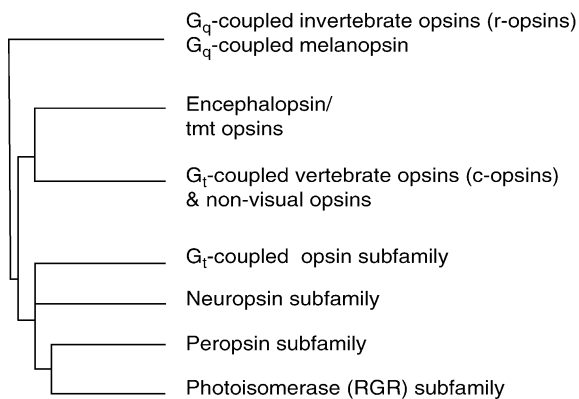 Gq-coupled invertebrate opsins (r-opsins)
Gq-coupled melanopsin
Encephalopsin/
tmt opsins
Gt-coupled vertebrate opsins (c-opsins)
& non-visual opsins
Gt-coupled opsin subfamily
Neuropsin subfamily
Peropsin subfamily
Photoisomerase (RGR) subfamily